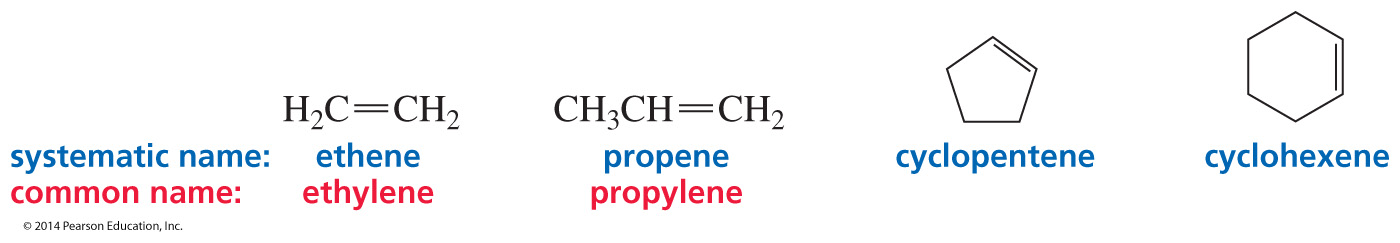 H₂C=CH₂ CH₃CH=CH₂
systematic name: ethene propene cyclopentene cyclohexene
common name: ethylene propylene
© 2014 Pearson Education, Inc.